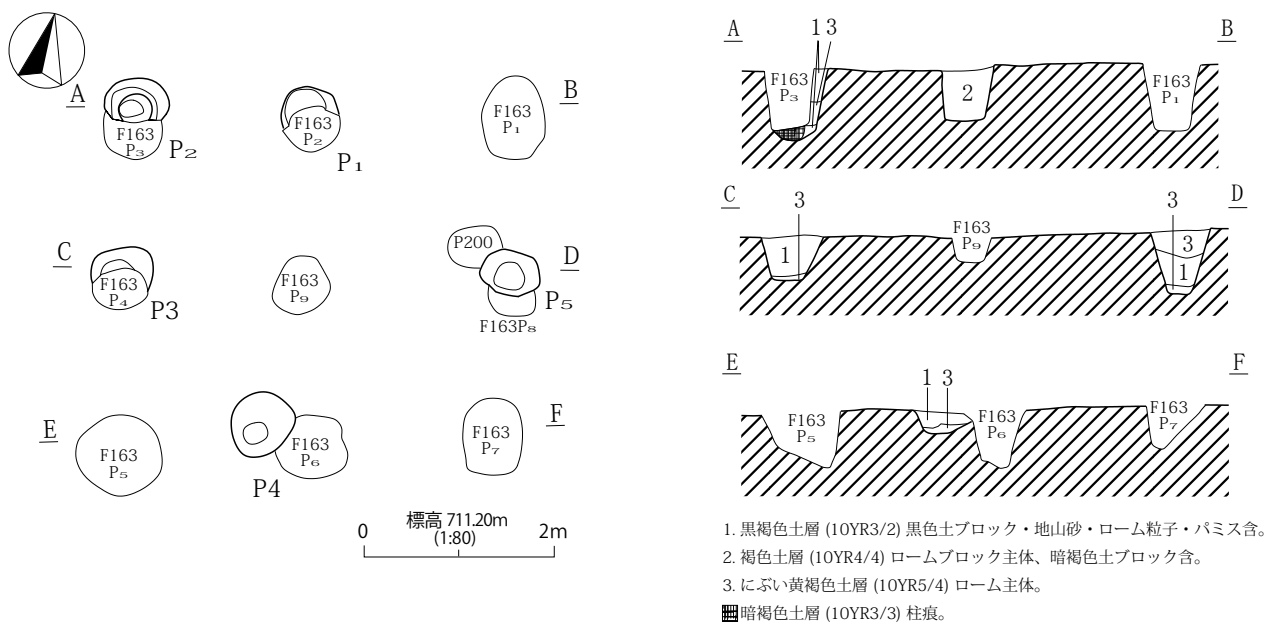 A
F163
P3
P2
F163
P2
P1
F163
P1
B
C
F163
P4
P3
F163
P9
P200
D
P5
F163P8
E
F163
P5
F163
P6
P4
F163
P7
F
標高 711.20m
(1:80)
0
2m
A
1 3
B
F163
P3
2
F163
P1
C
3
3
D
1
F163
P9
3
1
E
1 3
F
F163
P5
F163
P6
F163
P7
1. 黒褐色土層 (10YR3/2) 黒色土ブロック・地山砂・ローム粒子・パミス含。
2. 褐色土層 (10YR4/4) ロームブロック主体、暗褐色土ブロック含。
3. にぶい黄褐色土層 (10YR5/4) ローム主体。
暗褐色土層 (10YR3/3) 柱痕。